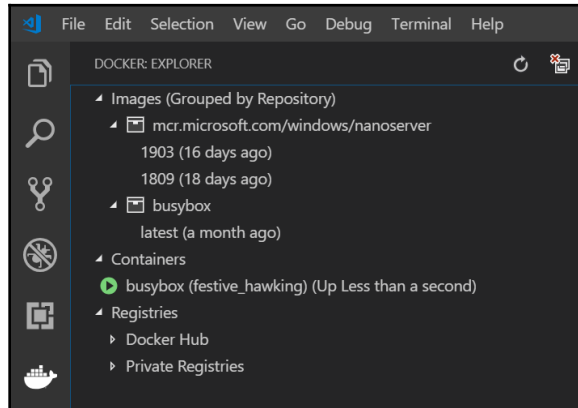 File Edit Selection View Go Debug Terminal Help
DOCKER: EXPLORER
Images (Grouped by Repository)
mcr.microsoft.com/windows/nanoserver
1903 (16 days ago)
1809 (18 days ago)
busybox
latest (a month ago)
Containers
busybox (festive_hawking) (Up Less than a second)
Registries
Docker Hub
Private Registries